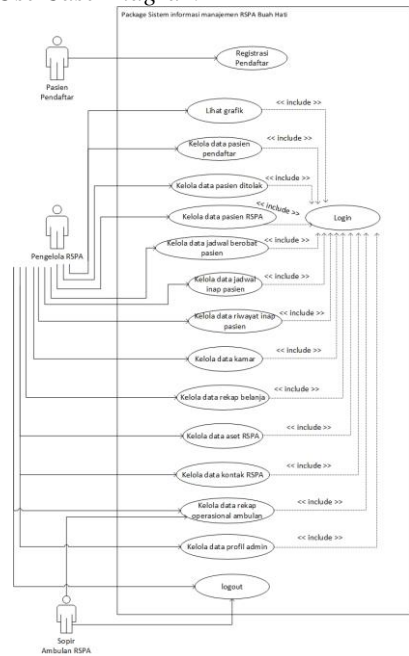 Package Sistem informasi manajemen RSPA Buah Hati
Registrasi
Pendaftar
Pasien
Pendaftar
Lihat grafik
<< include >>
Kelola data pasien
pendaftar
<< include >>
Kelola data pasien ditolak
<< include >>
Kelola data pasien RSPA
<< include >>
Login
Pengelola RSPA
Kelola data jadwal berobat
pasien
<< include >>
Kelola data jadwal
inap pasien
<< include >>
Kelola data riwayat inap
pasien
<< include >>
Kelola data kamar
<< include >>
Kelola data rekap belanja
<< include >>
Kelola data aset RSPA
<< include >>
Kelola data kontak RSPA
<< include >>
Kelola data rekap
operasional ambulan
<< include >>
Kelola data profil admin
<< include >>
logout
Sopir
Ambulan RSPA